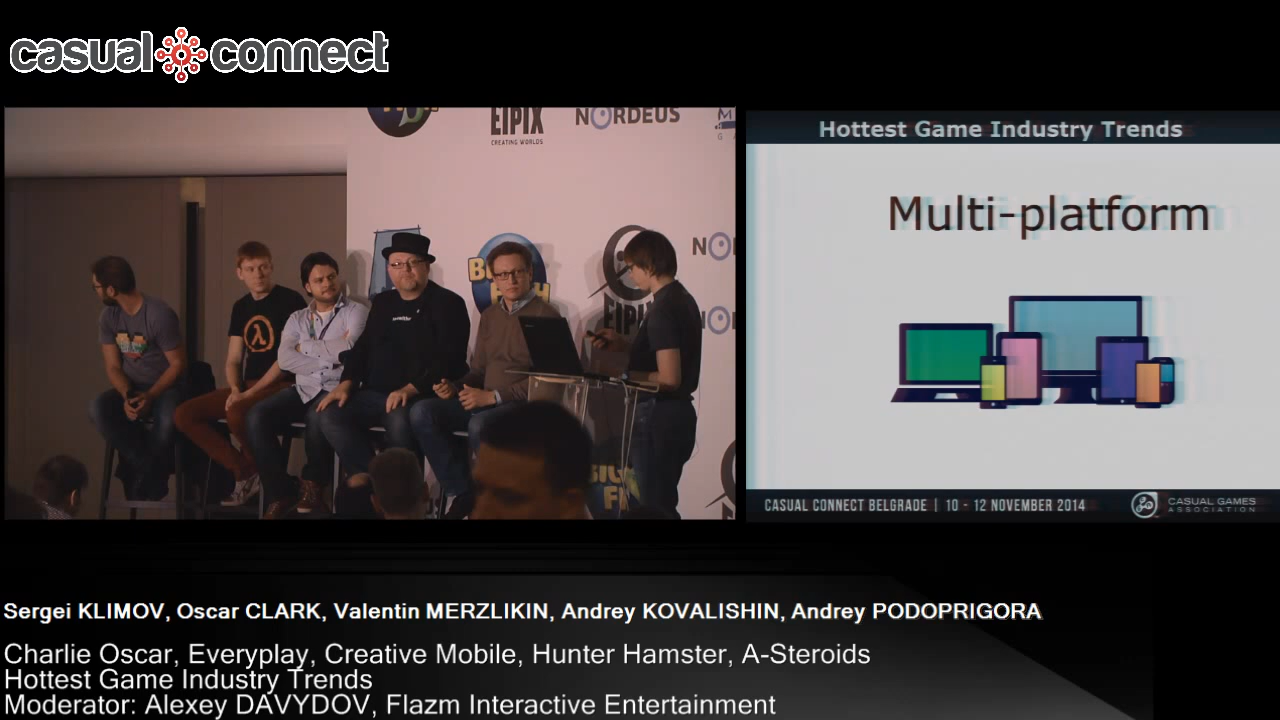 casual connect
EIPIX
CREATING WORLDS
NORDEUS
Hottest Game Industry Trends
Multi-platform
CASUAL CONNECT BELGRADE | 10 - 12 NOVEMBER 2014
CASUAL GAMES
ASSOCIATION
Sergei KLIMOV, Oscar CLARK, Valentin MERZLIKIN, Andrey KOVALISHIN, Andrey PODOPRIGORA
Charlie Oscar, Everyplay, Creative Mobile, Hunter Hamster, A-Steroids
Hottest Game Industry Trends
Moderator: Alexey DAVYDOV, Flazm Interactive Entertainment